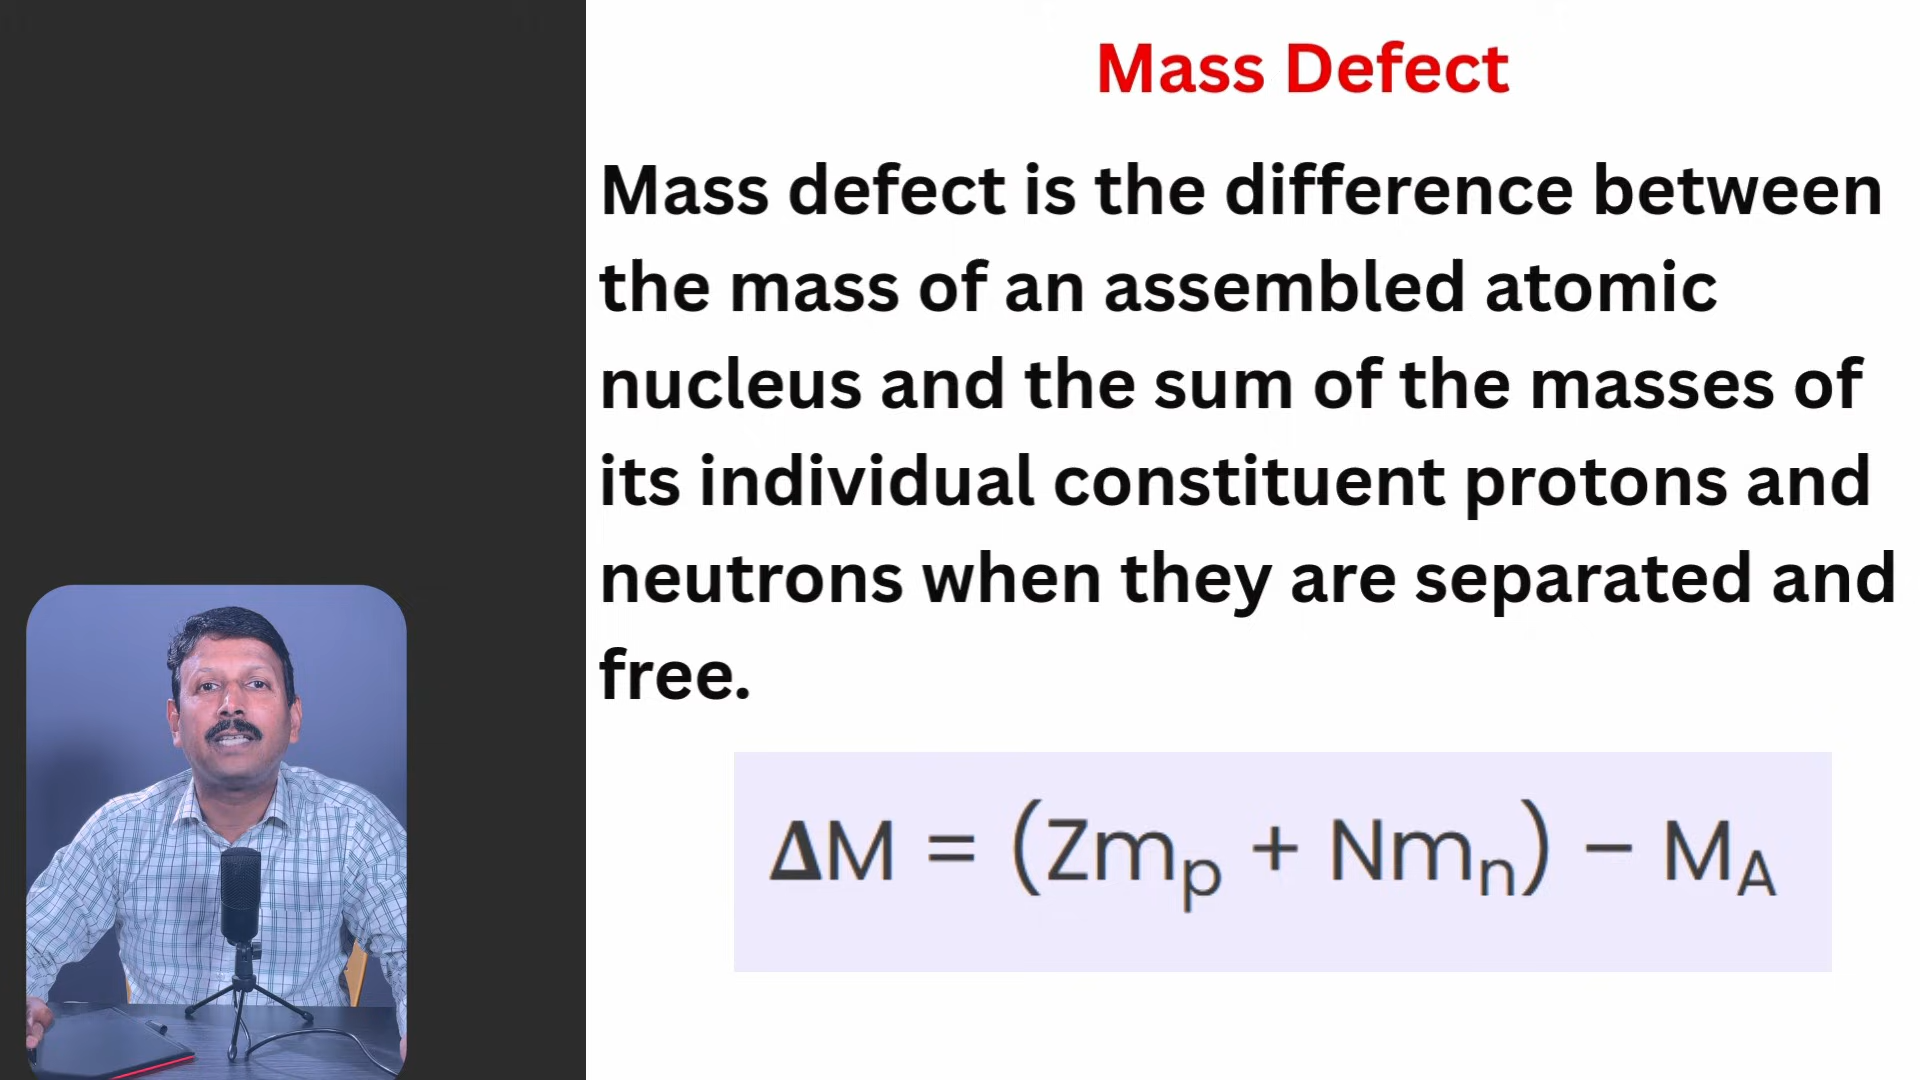 Mass Defect
Mass defect is the difference between
the mass of an assembled atomic
nucleus and the sum of the masses of
its individual constituent protons and
neutrons when they are separated and
free.
ΔM = (Zmₚ + Nmₙ) − M_A